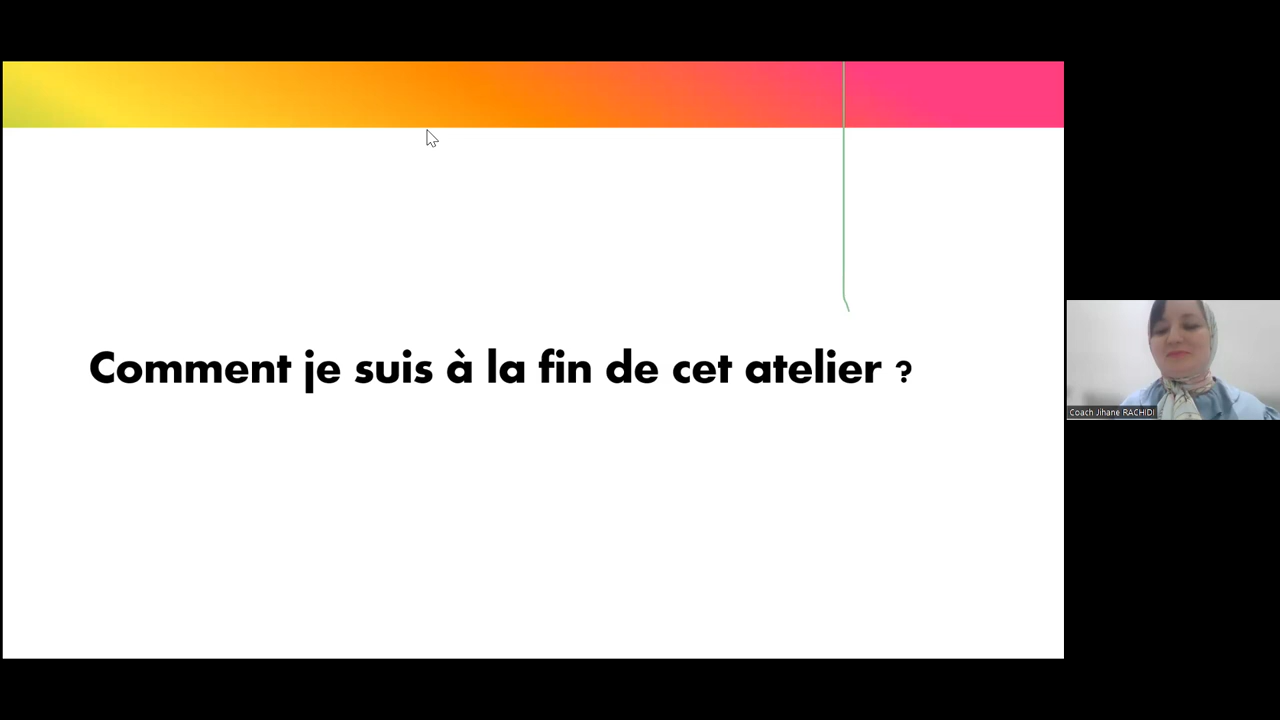 Comment je suis à la fin de cet atelier ?
Coach Jihane RACHIDI